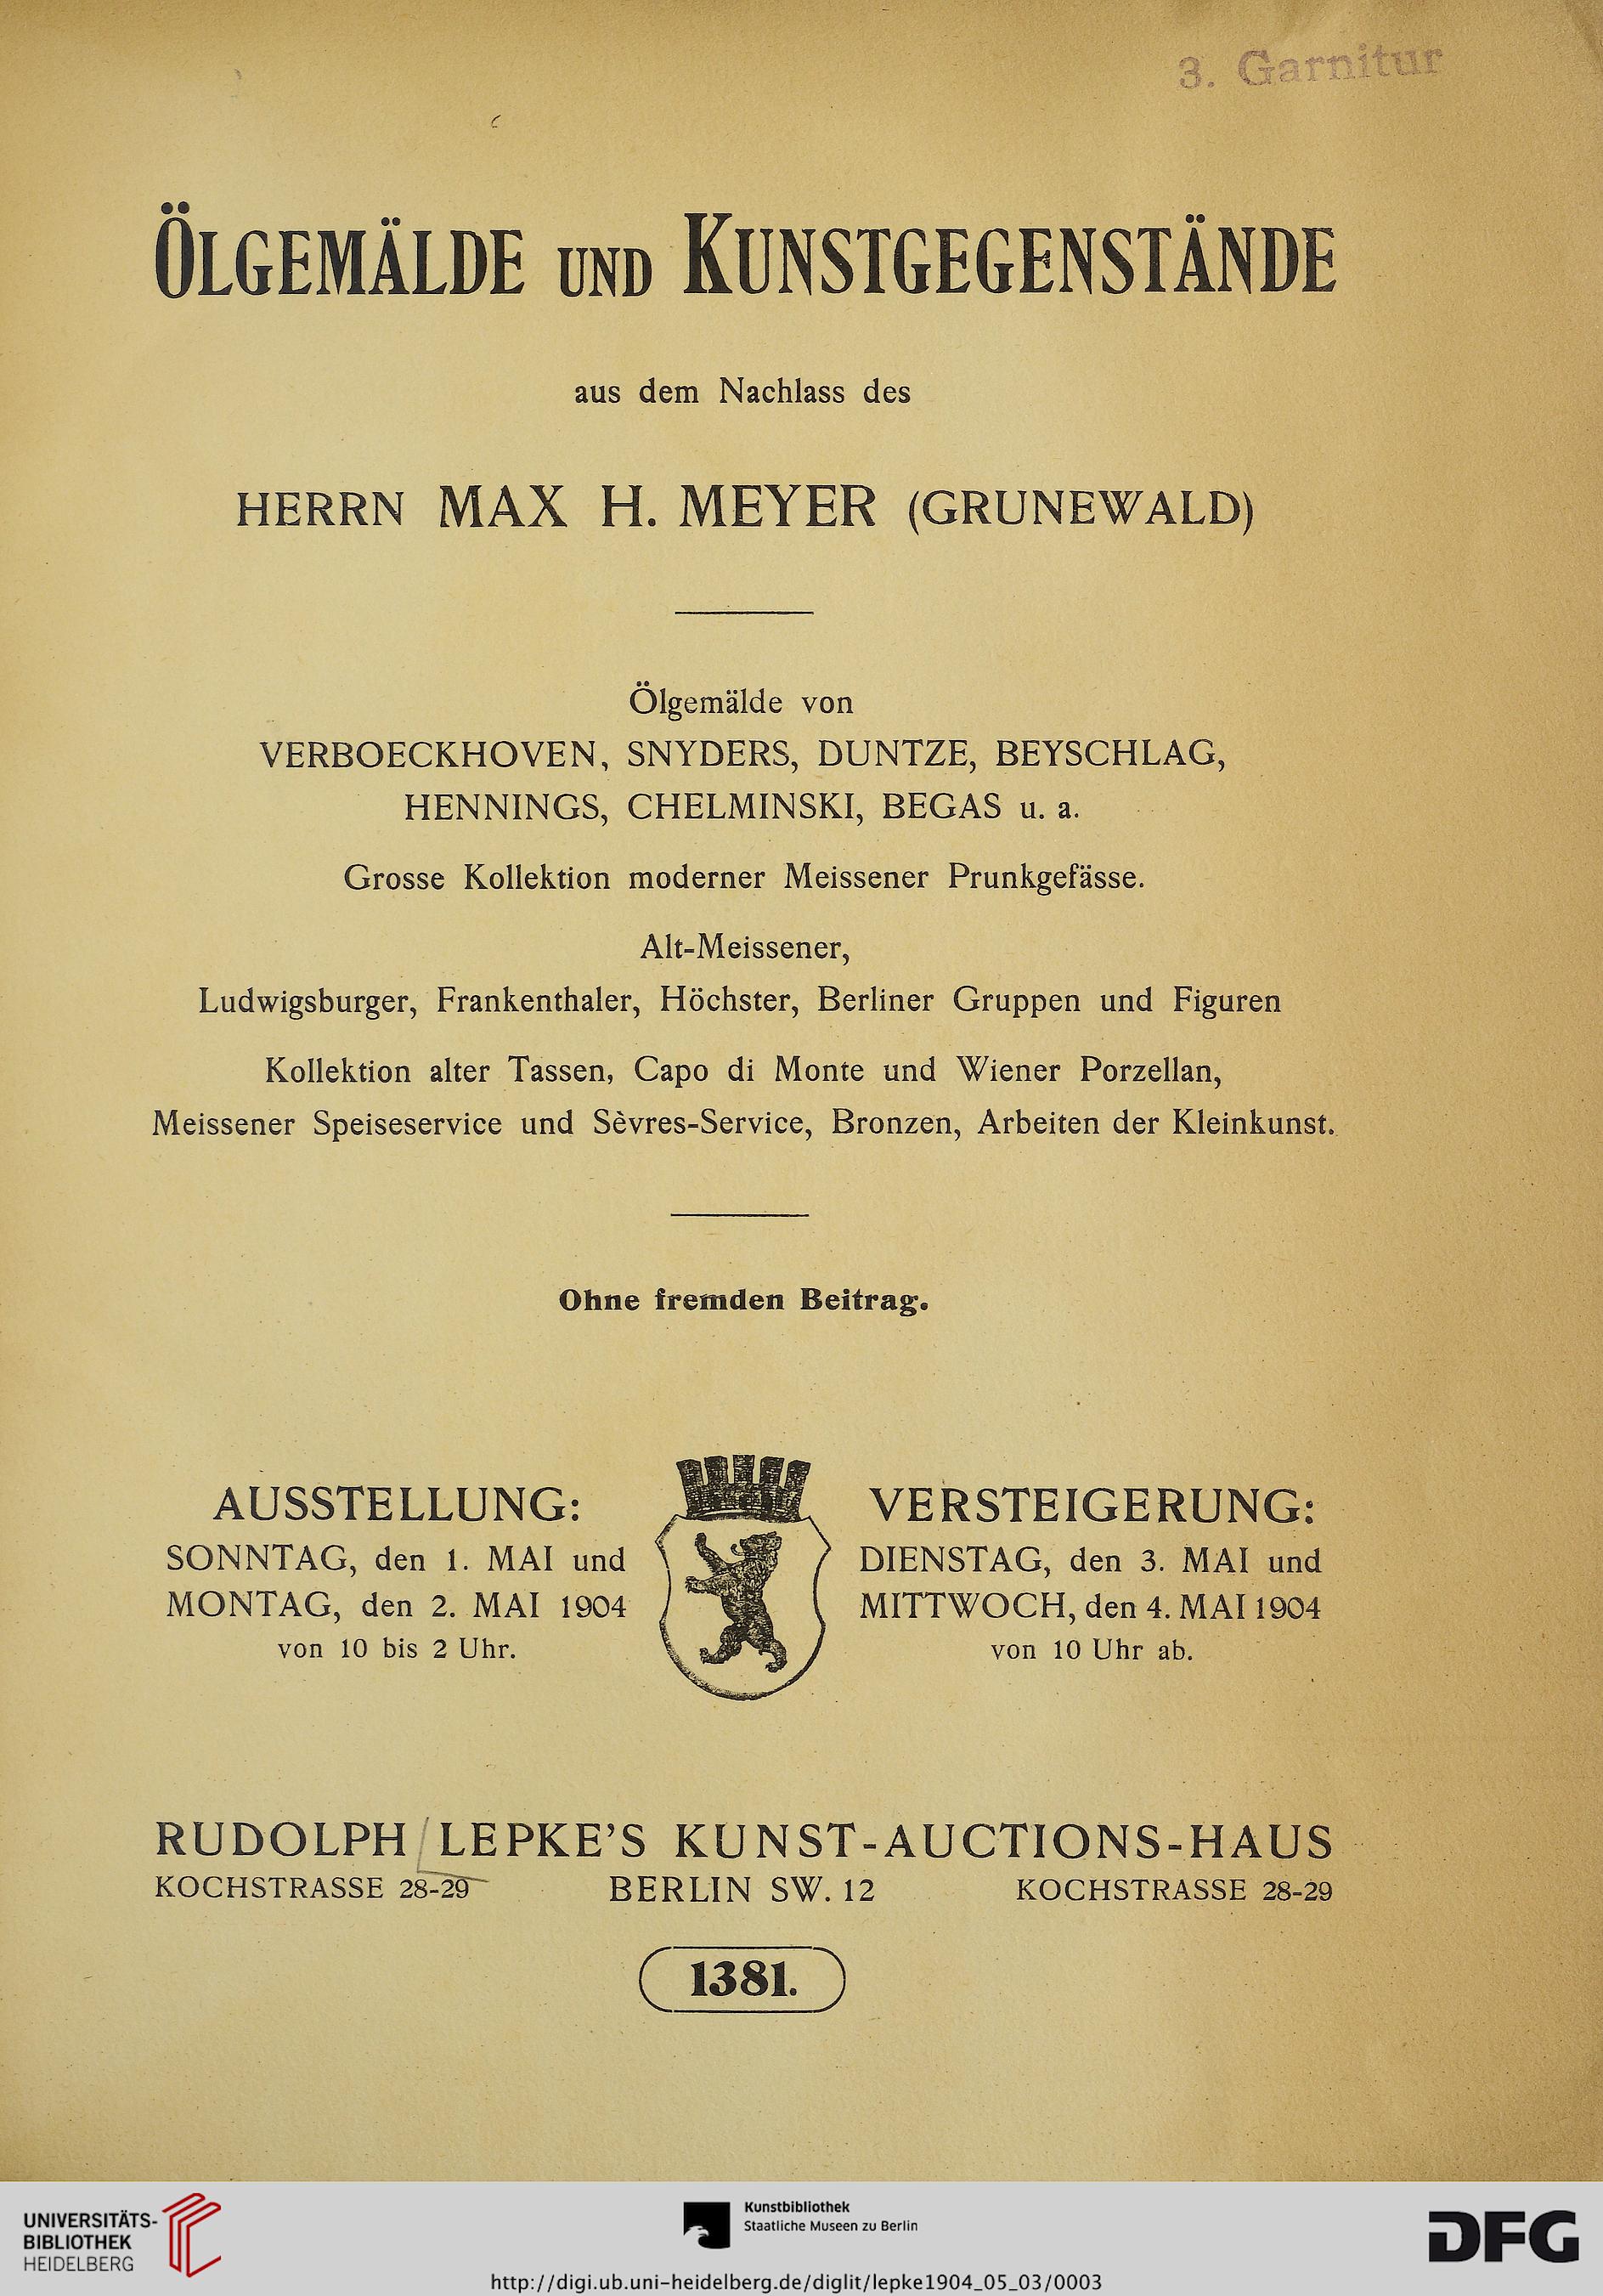 3. Garnitur
ÖLGEMÄLDE UND KUNSTGEGENSTÄNDE
aus dem Nachlass des
HERRN MAX H. MEYER (GRUNEWALD)
Ölgemälde von
VERBOECKHOVEN, SNYDERS, DUNTZE, BEYSCHLAG,
HENNINGS, CHELMINSKI, BEGAS u. a.
Grosse Kollektion moderner Meissener Prunkgefässe.
Alt-Meissener,
Ludwigsburger, Frankenthaler, Höchster, Berliner Gruppen und Figuren
Kollektion alter Tassen, Capo di Monte und Wiener Porzellan,
Meissener Speiseservice und Sèvres-Service, Bronzen, Arbeiten der Kleinkunst.
Ohne fremden Beitrag.
AUSSTELLUNG:
SONNTAG, den 1. MAI und
MONTAG, den 2. MAI 1904
von 10 bis 2 Uhr.
VERSTEIGERUNG:
DIENSTAG, den 3. MAI und
MITTWOCH, den 4. MAI 1904
von 10 Uhr ab.
RUDOLPH LEPKE'S KUNST-AUCTIONS-HAUS
KOCHSTRASSE 28-29 BERLIN SW. 12 KOCHSTRASSE 28-29
1381.
UNIVERSITÄTS-
BIBLIOTHEK
HEIDELBERG
Kunstbibliothek
Staatliche Museen zu Berlin
DFG
http://digi.ub.uni-heidelberg.de/diglit/lepke1904_05_03/0003